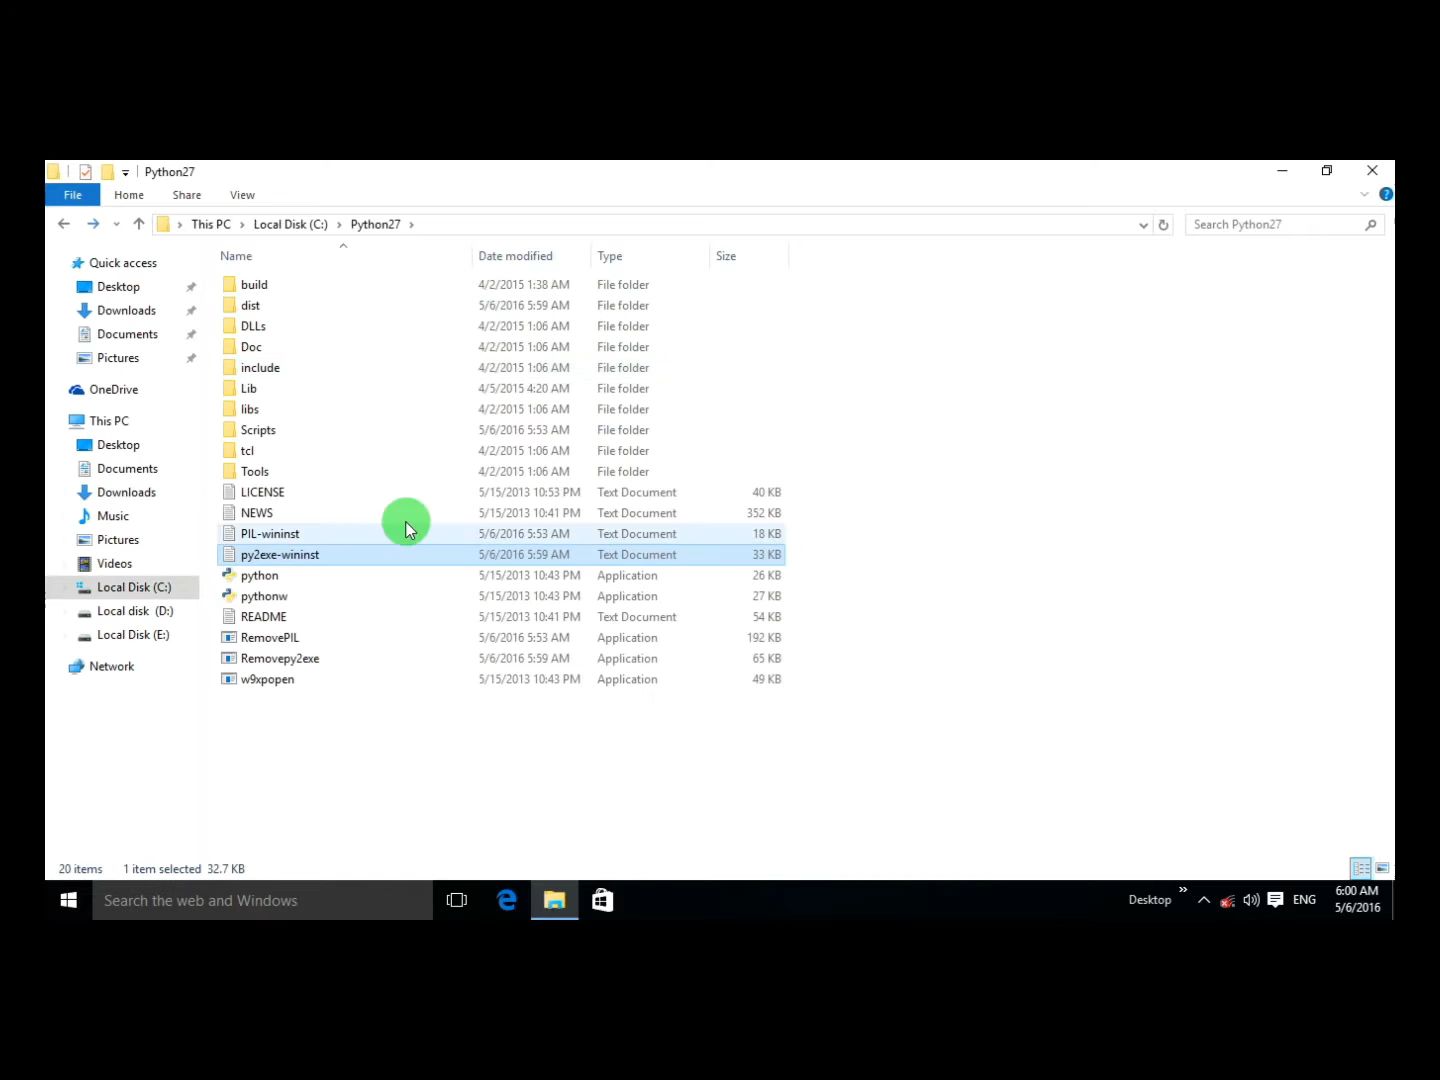 Python27
File Home Share View
This PC Local Disk (C:) Python27 Search Python27
Name Date modified Type Size
Quick access
Desktop
Downloads
Documents
Pictures
OneDrive
This PC
Desktop
Documents
Downloads
Music
Pictures
Videos
Local Disk (C:)
Local disk (D:)
Local Disk (E:)
Network
build 4/2/2015 1:38 AM File folder
dist 5/6/2016 5:59 AM File folder
DLLs 4/2/2015 1:06 AM File folder
Doc 4/2/2015 1:06 AM File folder
include 4/2/2015 1:06 AM File folder
Lib 4/5/2015 4:20 AM File folder
libs 4/2/2015 1:06 AM File folder
Scripts 5/6/2016 5:53 AM File folder
tcl 4/2/2015 1:06 AM File folder
Tools 4/2/2015 1:06 AM File folder
LICENSE 5/15/2013 10:53 PM Text Document 40 KB
NEWS 5/15/2013 10:41 PM Text Document 352 KB
PIL-wininst 5/6/2016 5:53 AM Text Document 18 KB
py2exe-wininst 5/6/2016 5:59 AM Text Document 33 KB
python 5/15/2013 10:43 PM Application 26 KB
pythonw 5/15/2013 10:43 PM Application 27 KB
README 5/15/2013 10:41 PM Text Document 54 KB
RemovePIL 5/6/2016 5:53 AM Application 192 KB
Removepy2exe 5/6/2016 5:59 AM Application 65 KB
w9xpopen 5/15/2013 10:43 PM Application 49 KB
20 items 1 item selected 32.7 KB
Search the web and Windows Desktop ENG 6:00 AM
5/6/2016